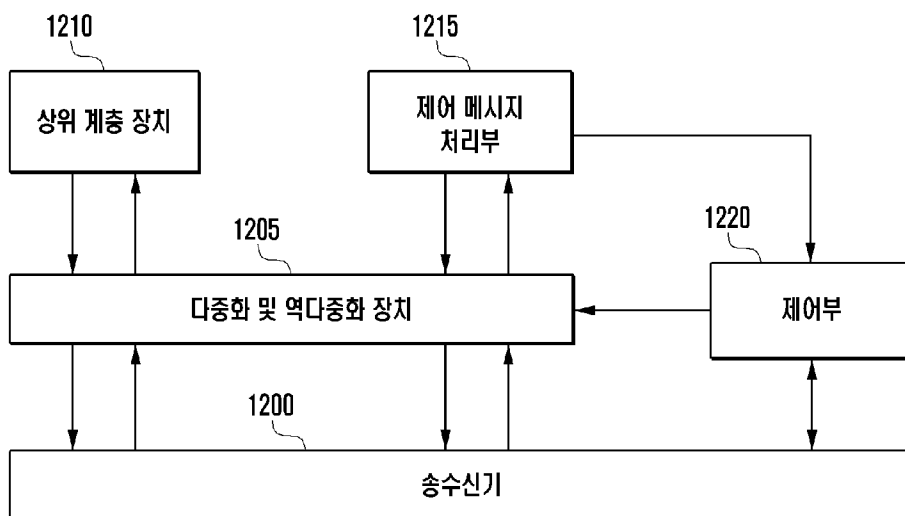 1210
1215
상위 계층 장치
제어 메시지
처리부
1205
1220
다중화 및 역다중화 장치
제어부
1200
송수신기